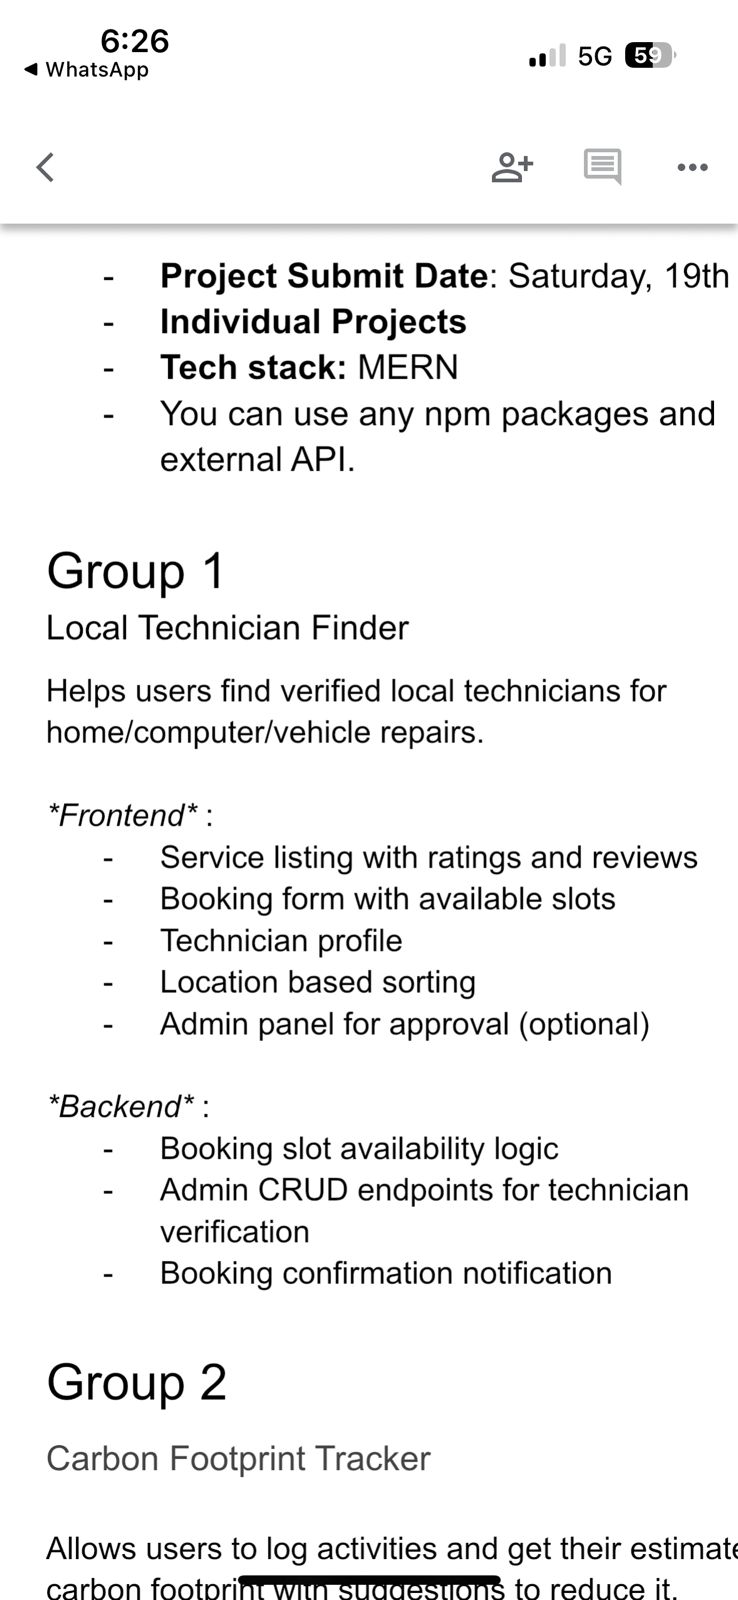 6:26
◀ WhatsApp
5G 59
- Project Submit Date: Saturday, 19th
- Individual Projects
- Tech stack: MERN
- You can use any npm packages and
external API.
Group 1
Local Technician Finder
Helps users find verified local technicians for
home/computer/vehicle repairs.
*Frontend* :
- Service listing with ratings and reviews
- Booking form with available slots
- Technician profile
- Location based sorting
- Admin panel for approval (optional)
*Backend* :
- Booking slot availability logic
- Admin CRUD endpoints for technician
verification
- Booking confirmation notification
Group 2
Carbon Footprint Tracker
Allows users to log activities and get their estimate
carbon footprint with suggestions to reduce it.